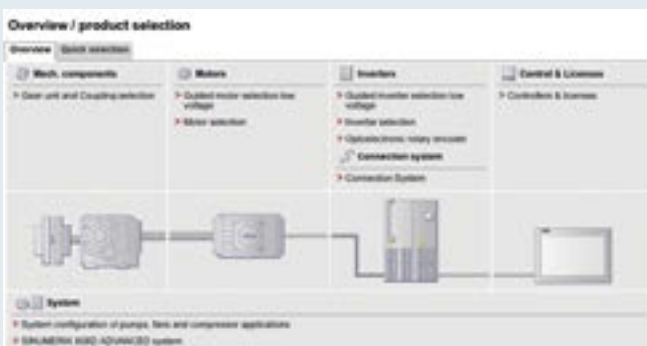 Overview / product selection
Overview Quick selection
Mech. components
Gear unit and Coupling selection
Motors
Guided motor selection low
voltage
Motor selection
Inverters
Guided inverter selection low
voltage
Inverter selection
Optoelectronic rotary encoder
Connection system
Connection System
Control & Licenses
Controllers & licenses
System
System configuration of pumps, fans and compressor applications
SINUMERIK ADVANCED system